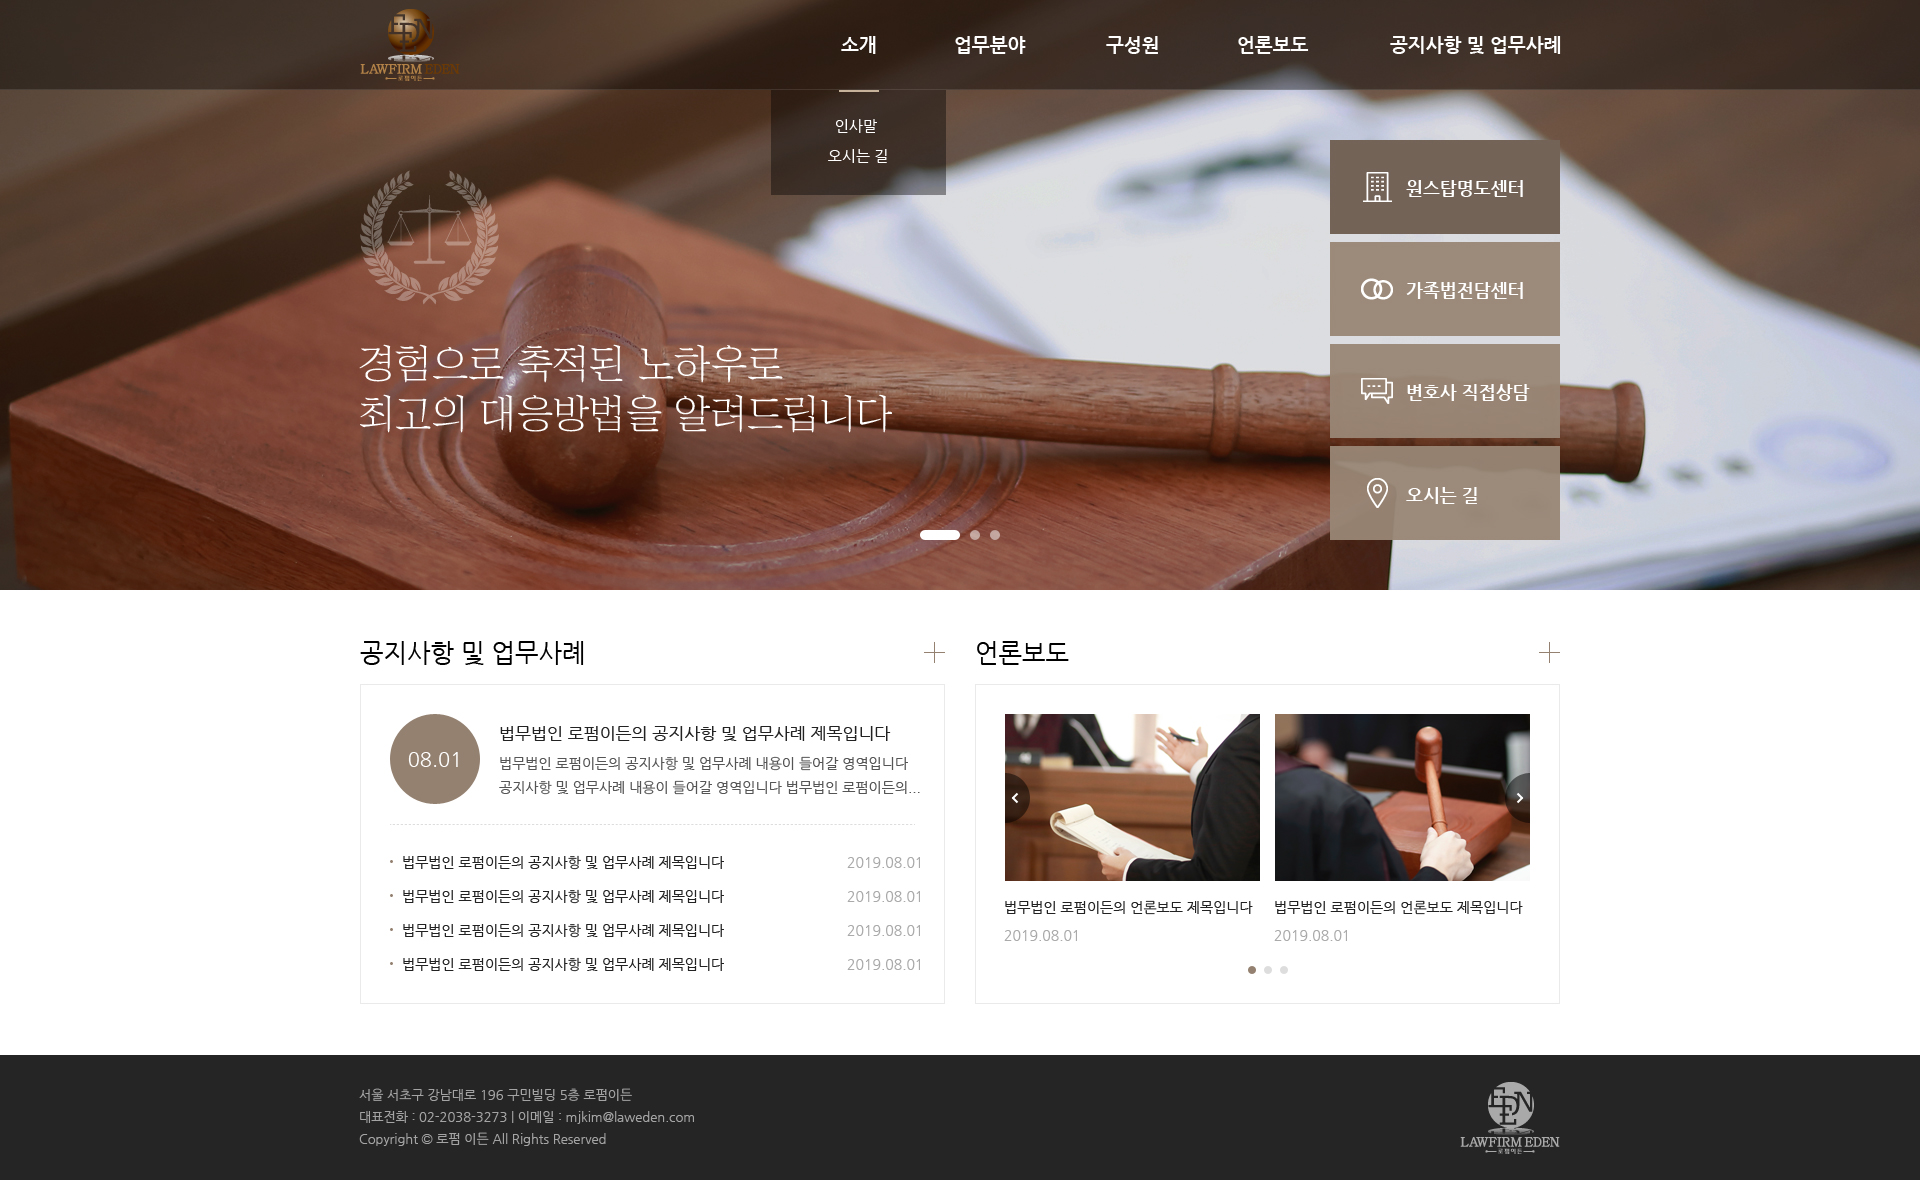 EDEN
LAWFIRM EDEN
로펌이든
소개
업무분야
구성원
언론보도
공지사항 및 업무사례
인사말
오시는 길
원스탑명도센터
가족법전담센터
변호사 직접상담
오시는 길
경험으로 축적된 노하우로
최고의 대응방법을 알려드립니다
공지사항 및 업무사례
08.01
법무법인 로펌이든의 공지사항 및 업무사례 제목입니다
법무법인 로펌이든의 공지사항 및 업무사례 내용이 들어갈 영역입니다
공지사항 및 업무사례 내용이 들어갈 영역입니다 법무법인 로펌이든의...
법무법인 로펌이든의 공지사항 및 업무사례 제목입니다 2019.08.01
법무법인 로펌이든의 공지사항 및 업무사례 제목입니다 2019.08.01
법무법인 로펌이든의 공지사항 및 업무사례 제목입니다 2019.08.01
법무법인 로펌이든의 공지사항 및 업무사례 제목입니다 2019.08.01
언론보도
법무법인 로펌이든의 언론보도 제목입니다
2019.08.01
법무법인 로펌이든의 언론보도 제목입니다
2019.08.01
서울 서초구 강남대로 196 구민빌딩 5층 로펌이든
대표전화 : 02-2038-3273 | 이메일 : mjkim@laweden.com
Copyright © 로펌 이든 All Rights Reserved
EDEN
LAWFIRM EDEN
로펌이든